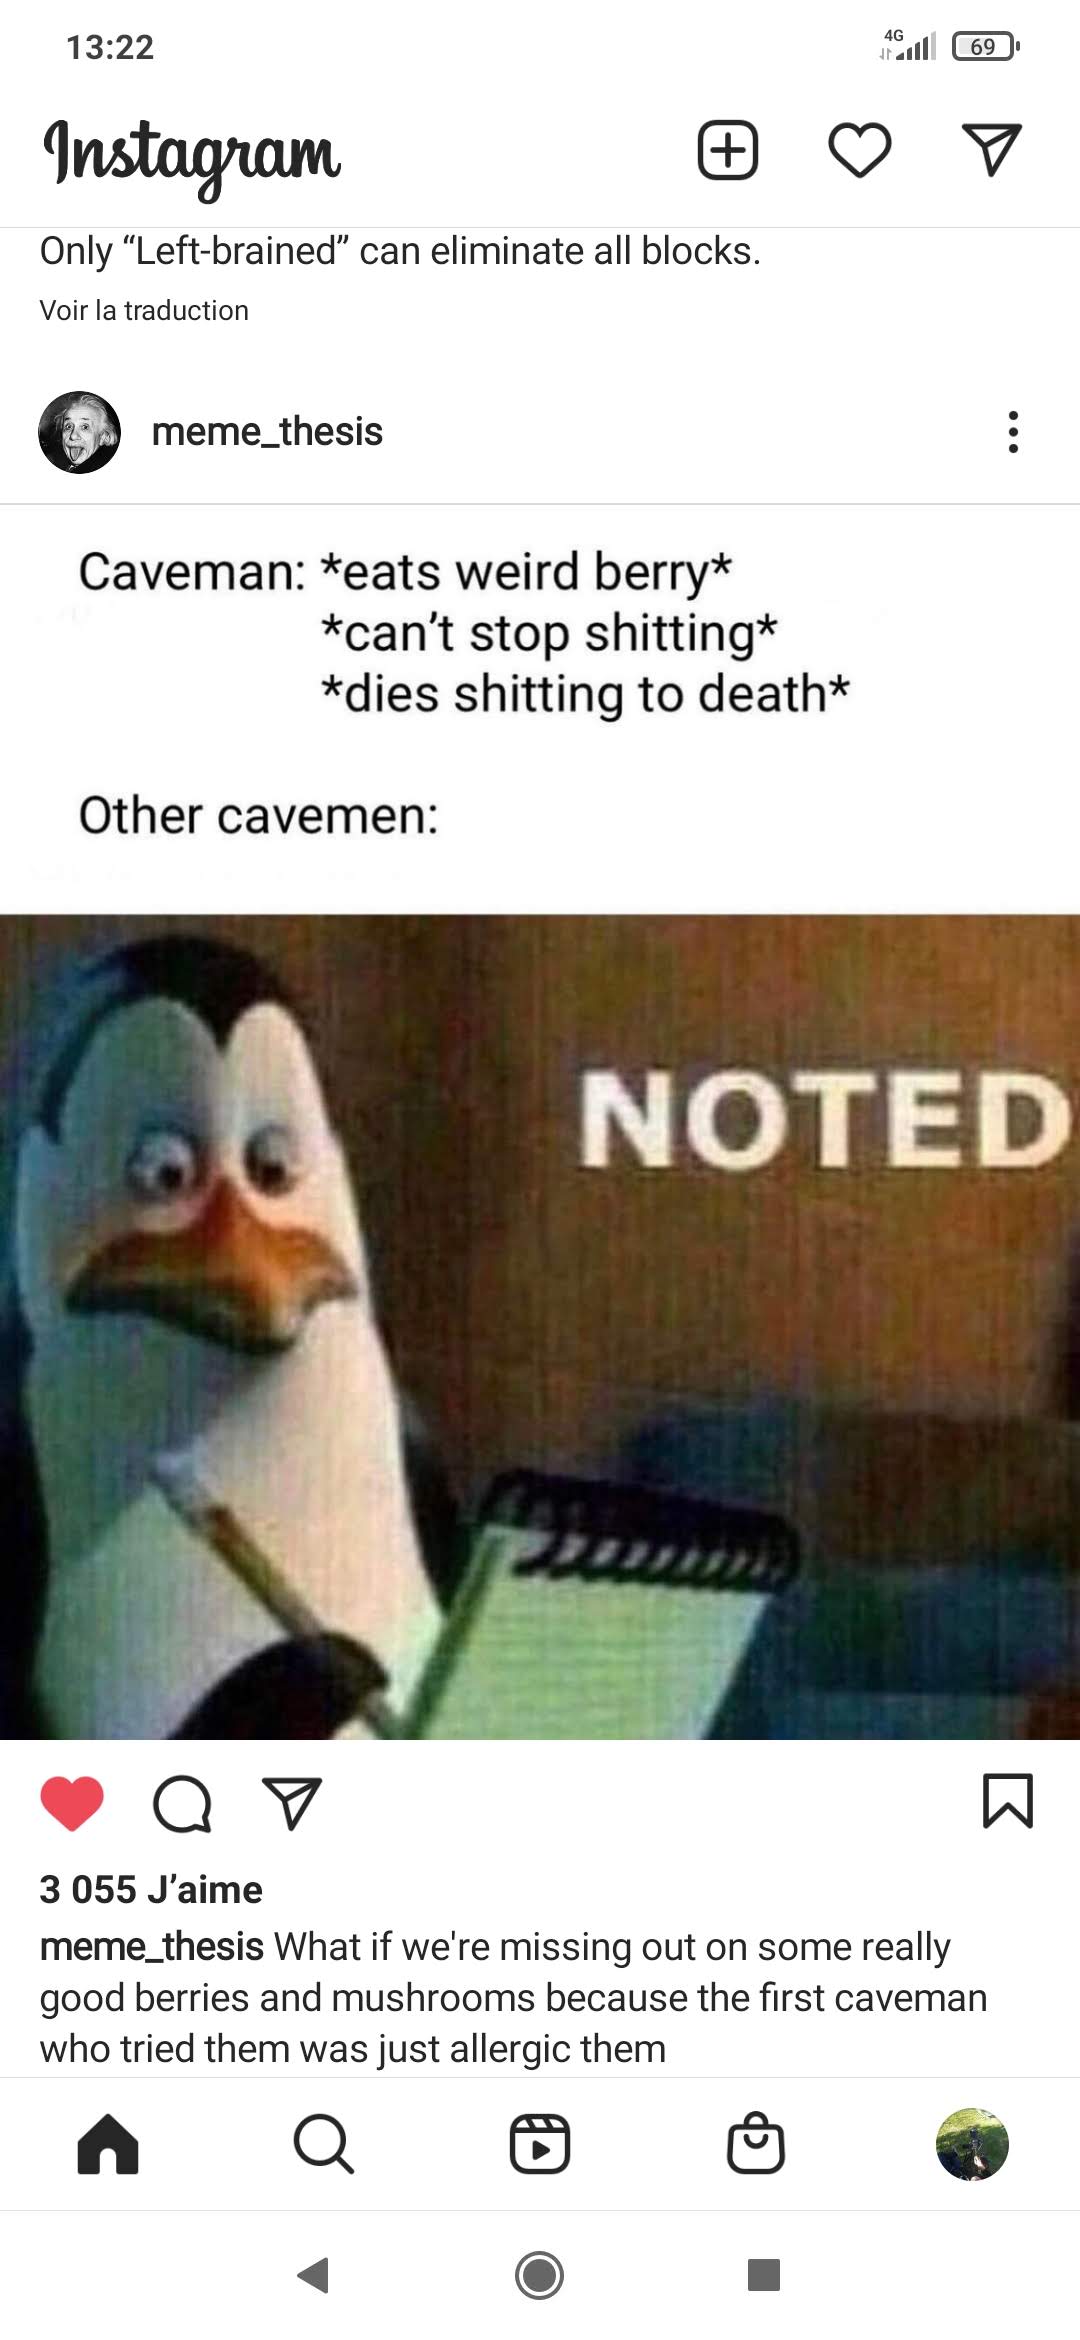 13:22
4G
69
Instagram
Only “Left-brained” can eliminate all blocks.
Voir la traduction
meme_thesis
Caveman: *eats weird berry*
*can’t stop shitting*
*dies shitting to death*
Other cavemen:
NOTED
3 055 J’aime
meme_thesis What if we're missing out on some really
good berries and mushrooms because the first caveman
who tried them was just allergic them